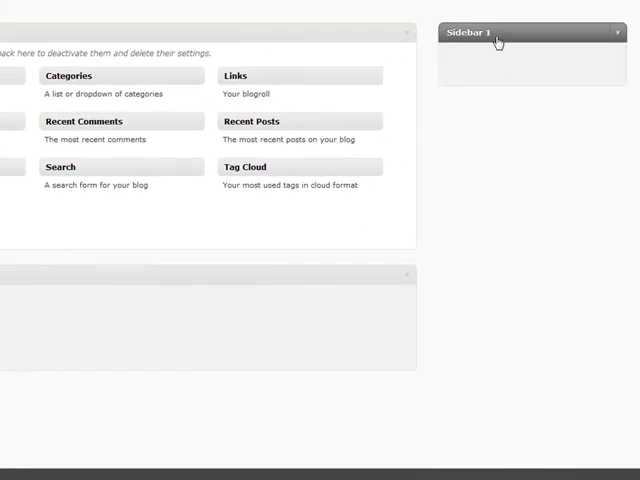 Sidebar 1
back here to deactivate them and delete their settings.
Categories
Links
A list or dropdown of categories
Your blogroll
Recent Comments
Recent Posts
The most recent comments
The most recent posts on your blog
Search
Tag Cloud
A search form for your blog
Your most used tags in cloud format